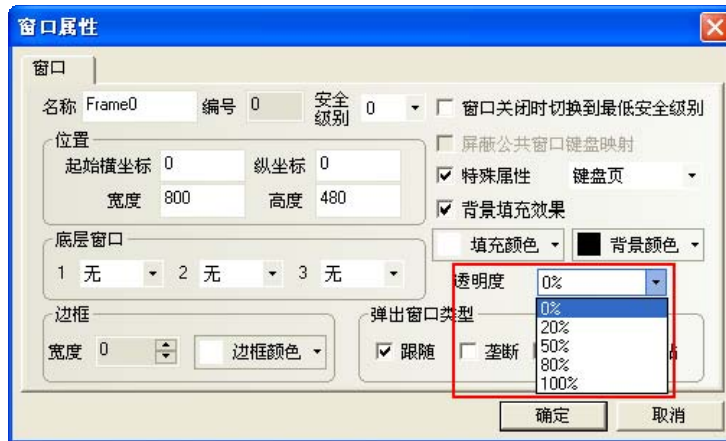 窗口属性
窗口
名称 Frame0 编号 0 安全级别 0 窗口关闭时切换到最低安全级别
位置
屏蔽公共窗口键盘映射
起始横坐标 0 纵坐标 0
特殊属性 键盘页
宽度 800 高度 480
背景填充效果
底层窗口
填充颜色 背景颜色
1 无 2 无 3 无
透明度 0%
边框
弹出窗口类型
0%
20%
宽度 0 边框颜色
跟随 垄断
50%
80%
100%
确定 取消